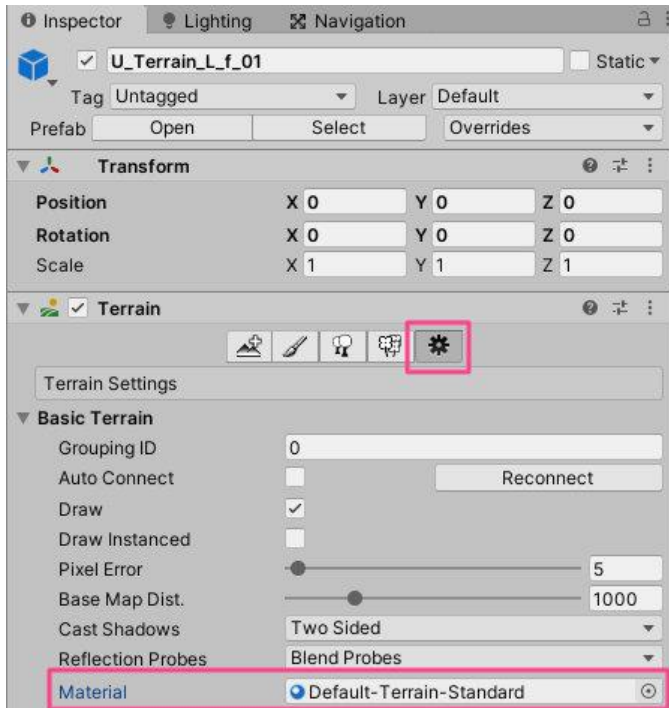 Inspector Lighting Navigation
U_Terrain_L_f_01 Static
Tag Untagged Layer Default
Prefab Open Select Overrides
Transform
Position X 0 Y 0 Z 0
Rotation X 0 Y 0 Z 0
Scale X 1 Y 1 Z 1
Terrain
Terrain Settings
Basic Terrain
Grouping ID 0
Auto Connect Reconnect
Draw
Draw Instanced
Pixel Error 5
Base Map Dist. 1000
Cast Shadows Two Sided
Reflection Probes Blend Probes
Material Default-Terrain-Standard